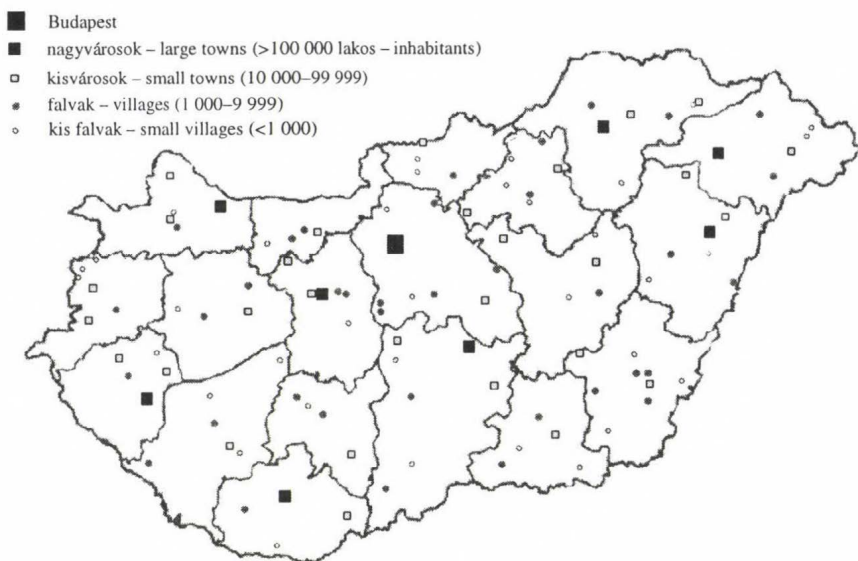 Budapest
nagyvárosok – large towns (>100 000 lakos – inhabitants)
kisvárosok – small towns (10 000–99 999)
falvak – villages (1 000–9 999)
kis falvak – small villages (<1 000)